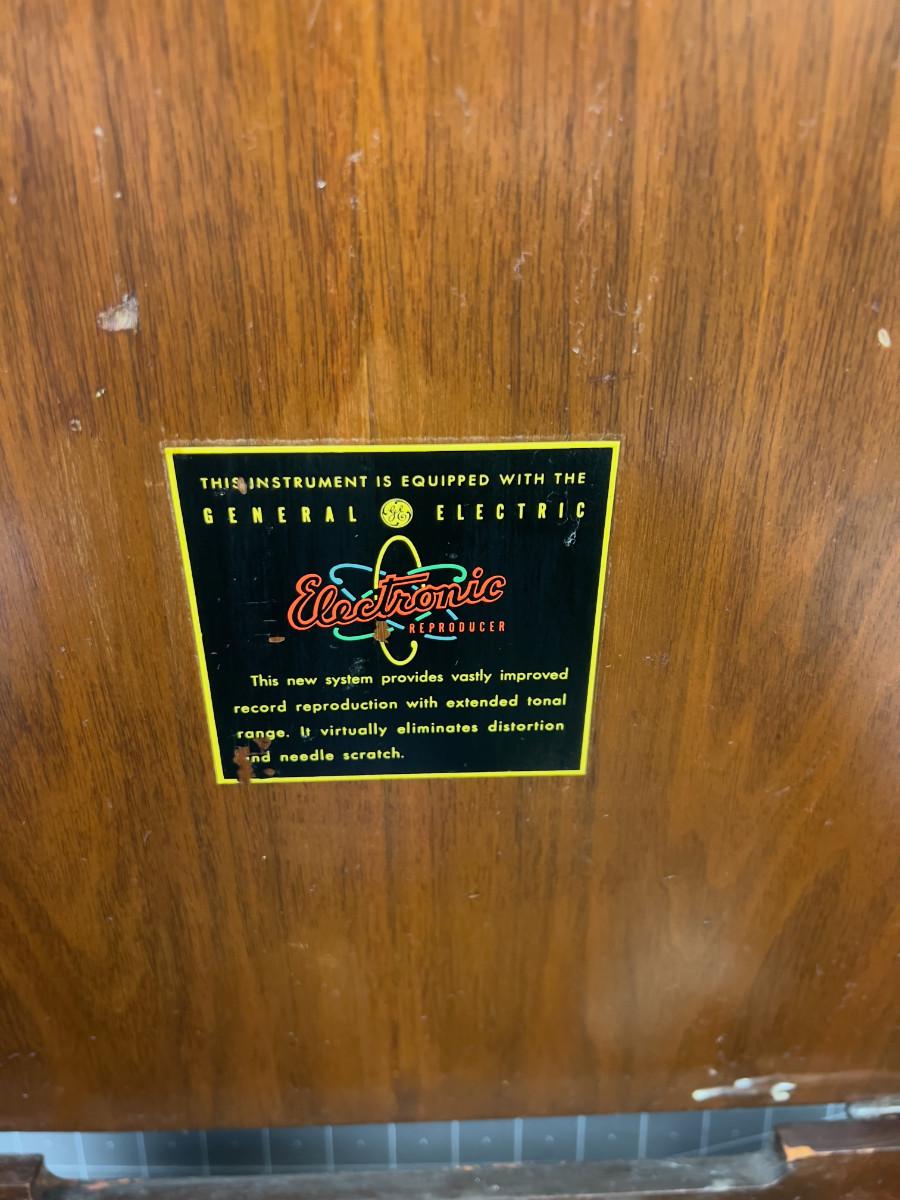 THIS INSTRUMENT IS EQUIPPED WITH THE
GENERAL GE ELECTRIC
Electronic
REPRODUCER
This new system provides vastly improved
record reproduction with extended tonal
range. It virtually eliminates distortion
and needle scratch.